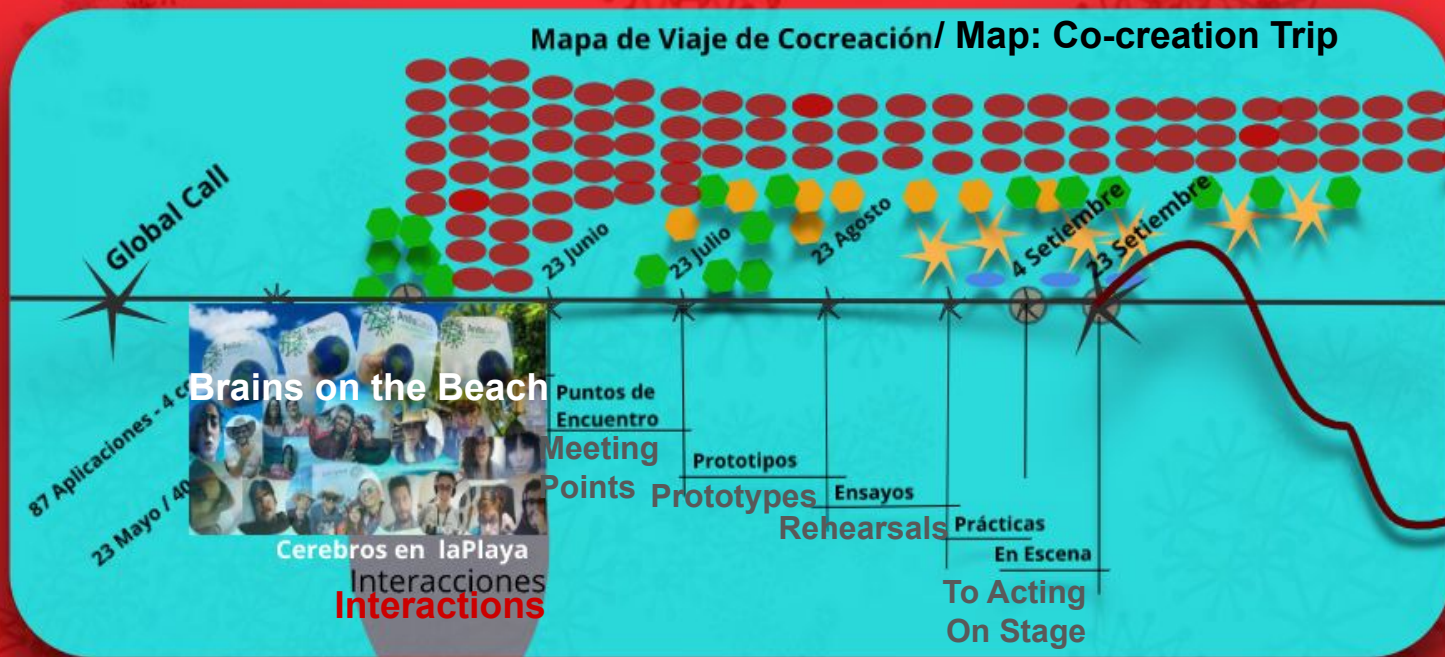 Mapa de Viaje de Cocreación/ Map: Co-creation Trip
Global Call
23 Junio
23 Julio
23 Agosto
4 Setiembre
23 Setiembre
87 Aplicaciones - 4
23 Mayo / 40
Brains on the Beach
Cerebros en laPlaya
Interacciones
Interactions
Puntos de
Encuentro
Meeting
Points
Prototipos
Prototypes
Ensayos
Rehearsals
Prácticas
En Escena
To Acting
On Stage